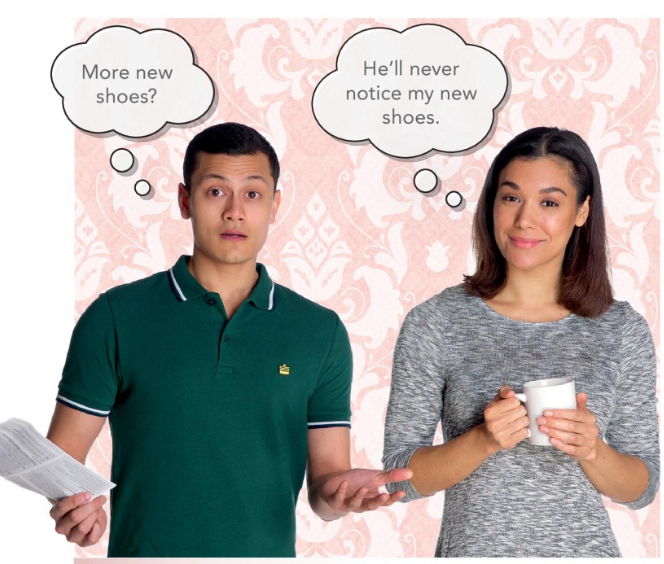 More new
shoes?
He'll never
notice my new
shoes.